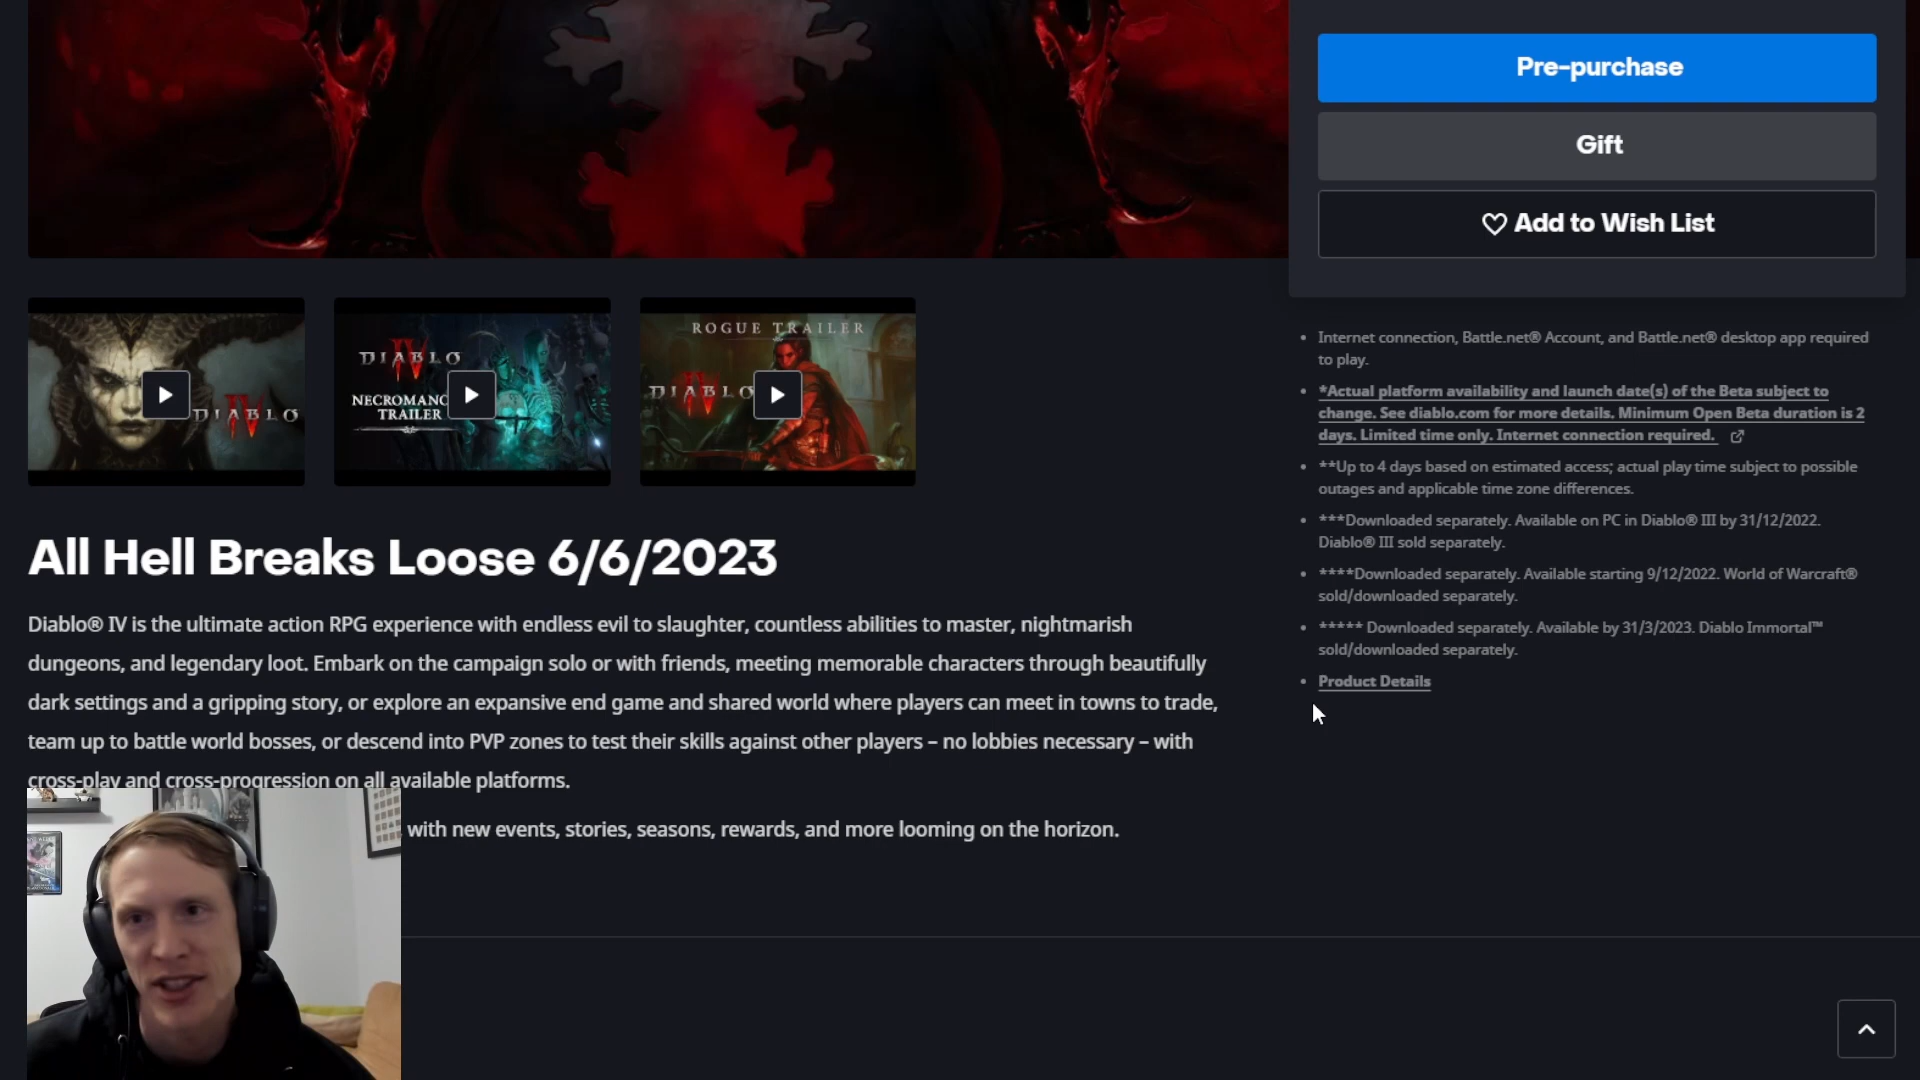 Pre-purchase
Gift
Add to Wish List
DIABLO
IV
DIABLO
IV
NECROMANC
TRAILER
ROGUE TRAILER
DIABLO
IV
All Hell Breaks Loose 6/6/2023
Diablo® IV is the ultimate action RPG experience with endless evil to slaughter, countless abilities to master, nightmarish
dungeons, and legendary loot. Embark on the campaign solo or with friends, meeting memorable characters through beautifully
dark settings and a gripping story, or explore an expansive end game and shared world where players can meet in towns to trade,
team up to battle world bosses, or descend into PVP zones to test their skills against other players – no lobbies necessary – with
cross-play and cross-progression on all available platforms.
with new events, stories, seasons, rewards, and more looming on the horizon.
• Internet connection, Battle.net® Account, and Battle.net® desktop app required
to play.
• *Actual platform availability and launch date(s) of the Beta subject to
change. See diablo.com for more details. Minimum Open Beta duration is 2
days. Limited time only. Internet connection required.
• **Up to 4 days based on estimated access; actual play time subject to possible
outages and applicable time zone differences.
• ***Downloaded separately. Available on PC in Diablo® III by 31/12/2022.
Diablo® III sold separately.
• ****Downloaded separately. Available starting 9/12/2022. World of Warcraft®
sold/downloaded separately.
• ***** Downloaded separately. Available by 31/3/2023. Diablo Immortal™
sold/downloaded separately.
• Product Details